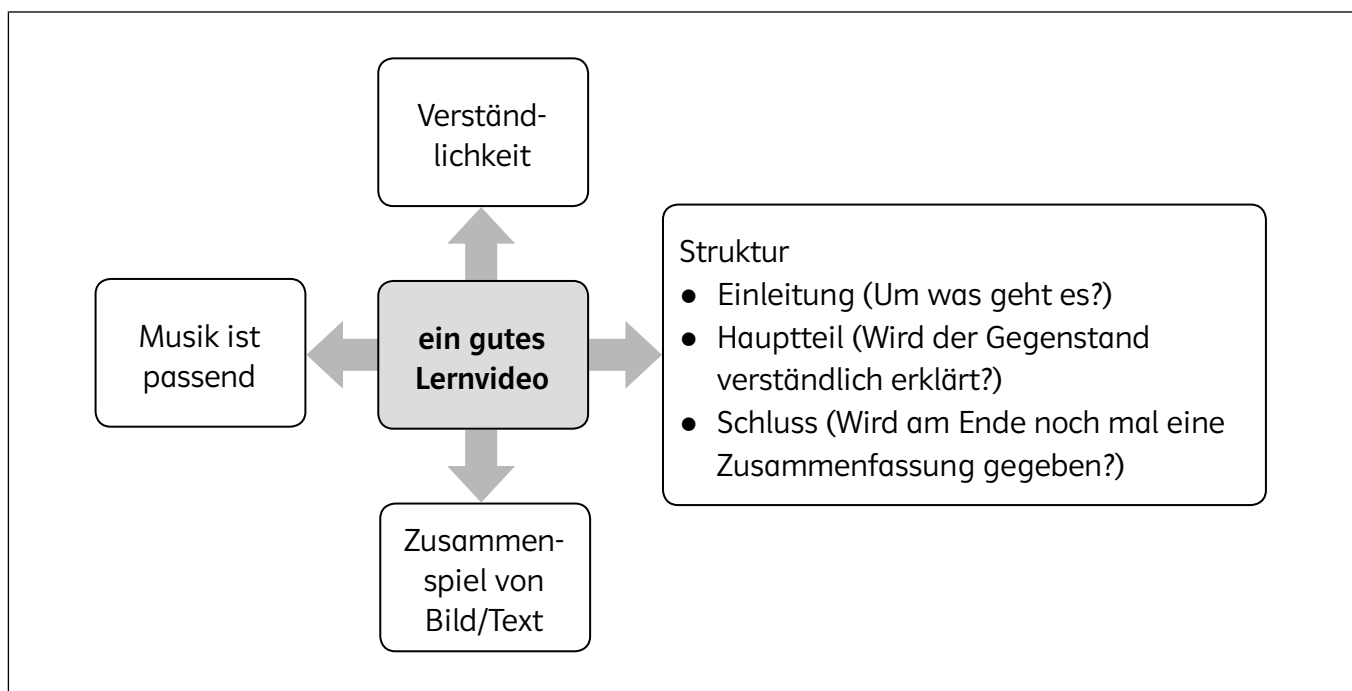 Verständ-
lichkeit
Musik ist
passend
ein gutes
Lernvideo
Struktur
● Einleitung (Um was geht es?)
● Hauptteil (Wird der Gegenstand
verständlich erklärt?)
● Schluss (Wird am Ende noch mal eine
Zusammenfassung gegeben?)
Zusammen-
spiel von
Bild/Text